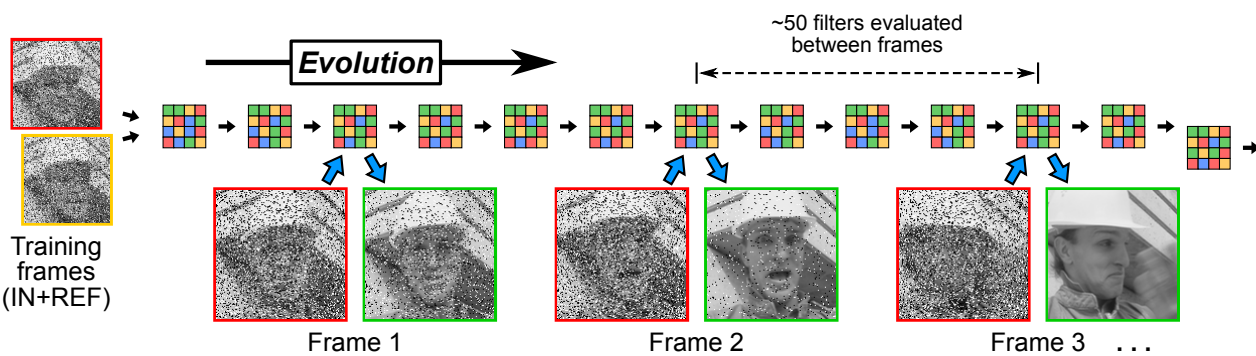 ~50 filters evaluated
between frames
Evolution
Training
frames
(IN+REF)
Frame 1
Frame 2
Frame 3 ...